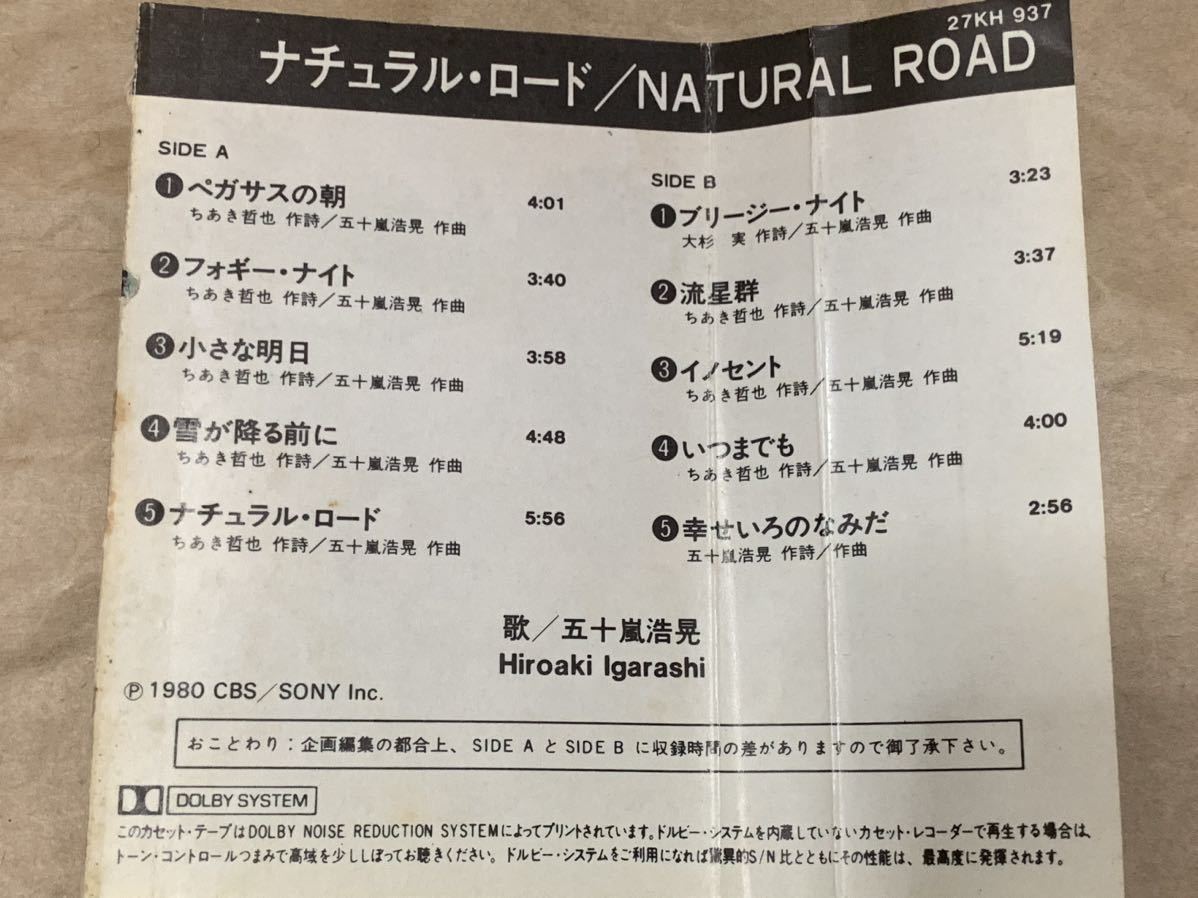 27KH 937
ナチュラル・ロード／NATURAL ROAD
SIDE A
❶ペガサスの朝 4:01
ちあき哲也 作詩／五十嵐浩晃 作曲
❷フォギー・ナイト 3:40
ちあき哲也 作詩／五十嵐浩晃 作曲
❸小さな明日 3:58
ちあき哲也 作詩／五十嵐浩晃 作曲
❹雪が降る前に 4:48
ちあき哲也 作詩／五十嵐浩晃 作曲
❺ナチュラル・ロード 5:56
ちあき哲也 作詩／五十嵐浩晃 作曲
SIDE B
❶ブリージー・ナイト 3:23
大杉 実 作詩／五十嵐浩晃 作曲
❷流星群 3:37
ちあき哲也 作詩／五十嵐浩晃 作曲
❸イノセント 5:19
ちあき哲也 作詩／五十嵐浩晃 作曲
❹いつまでも 4:00
ちあき哲也 作詩／五十嵐浩晃 作曲
❺幸せいろのなみだ 2:56
五十嵐浩晃 作詩／作曲
歌／五十嵐浩晃
Hiroaki Igarashi
℗1980 CBS／SONY Inc.
おことわり：企画編集の都合上、SIDE A と SIDE B に収録時間の差がありますので御了承下さい。
DOLBY SYSTEM
このカセット・テープはDOLBY NOISE REDUCTION SYSTEMによってプリントされています。ドルビー・システムを内蔵していないカセット・レコーダーで再生する場合は、
トーン・コントロールつまみで高域を少ししぼってお聴きください。ドルビー・システムをご利用になれば驚異的S/N比とともにその性能は、最高度に発揮されます。